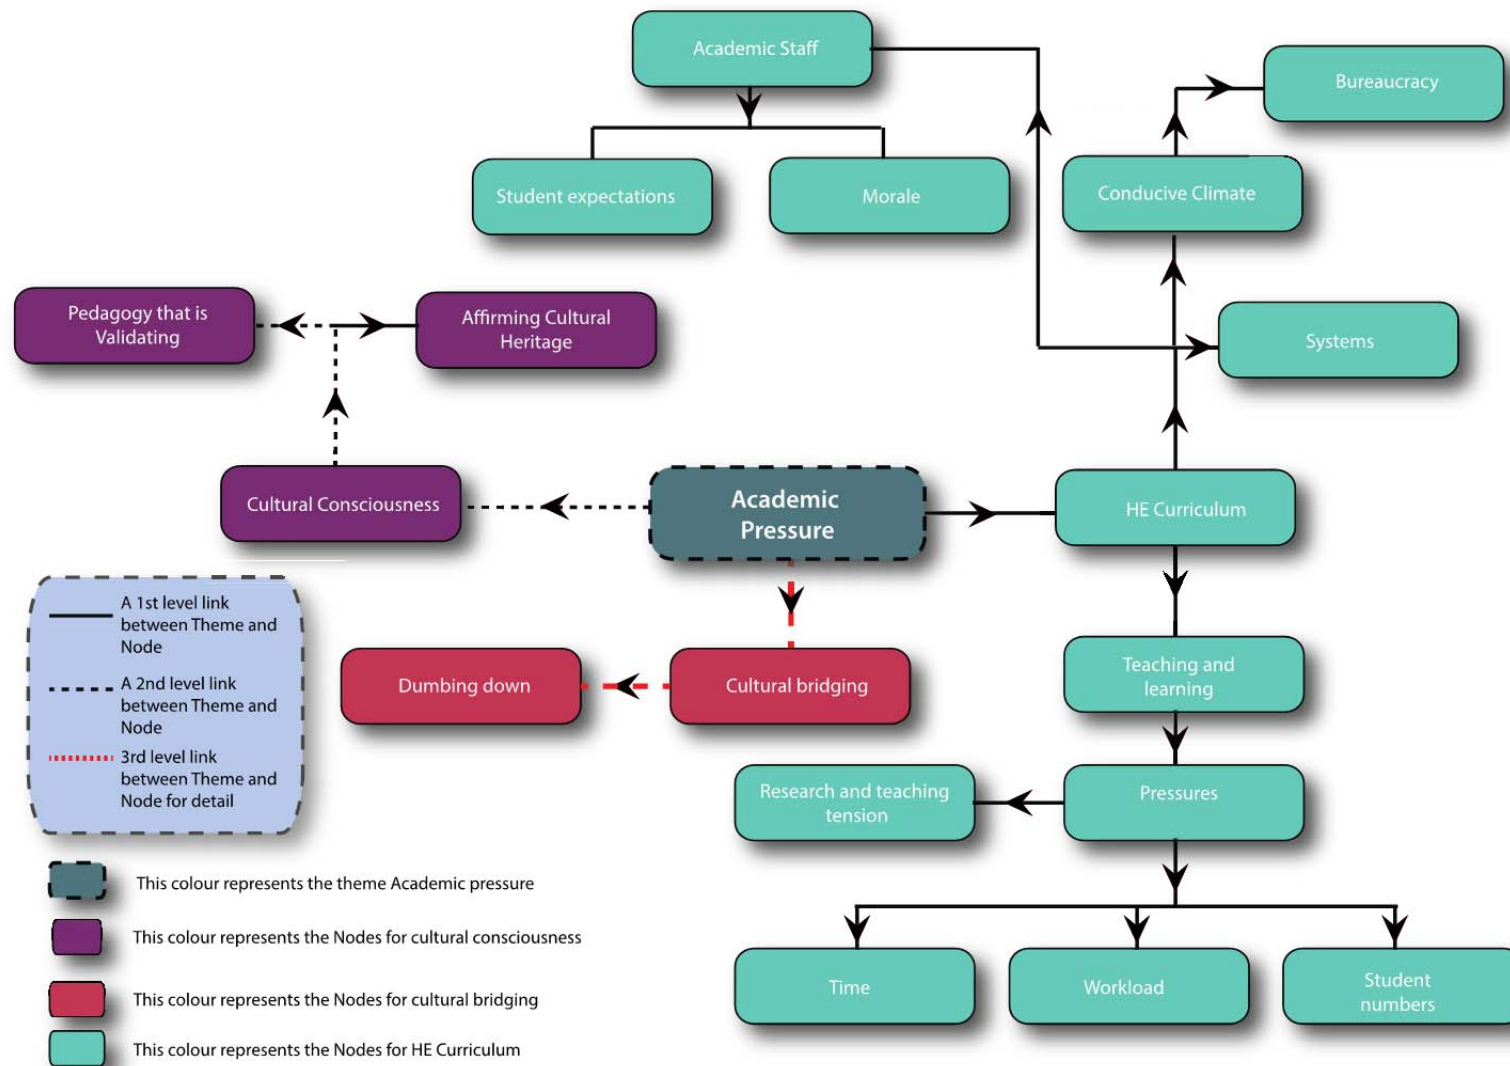 Academic Staff
Bureaucracy
Student expectations
Morale
Conducive Climate
Pedagogy that is
Validating
Affirming Cultural
Heritage
Systems
Cultural Consciousness
Academic
Pressure
HE Curriculum
A 1st level link
between Theme and
Node
A 2nd level link
between Theme and
Node
3rd level link
between Theme and
Node for detail
Dumbing down
Cultural bridging
Teaching and
learning
Research and teaching
tension
Pressures
Time
Workload
Student
numbers
This colour represents the theme Academic pressure
This colour represents the Nodes for cultural consciousness
This colour represents the Nodes for cultural bridging
This colour represents the Nodes for HE Curriculum